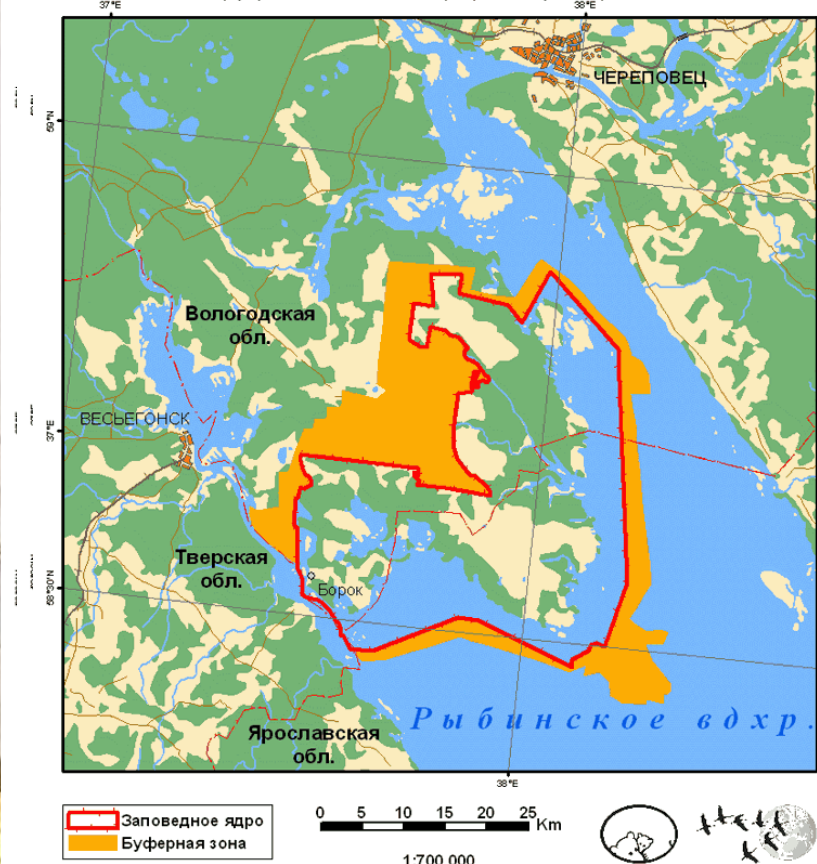 37°E
38°E
ЧЕРЕПОВЕЦ
59°N
Вологодская
обл.
ВЕСЬЕГОНСК
37°E
Тверская
обл.
Борок
58°30'N
Рыбинское вдхр.
Ярославская
обл.
38°E
Заповедное ядро
Буферная зона
0 5 10 15 20 25
Km
1:700 000